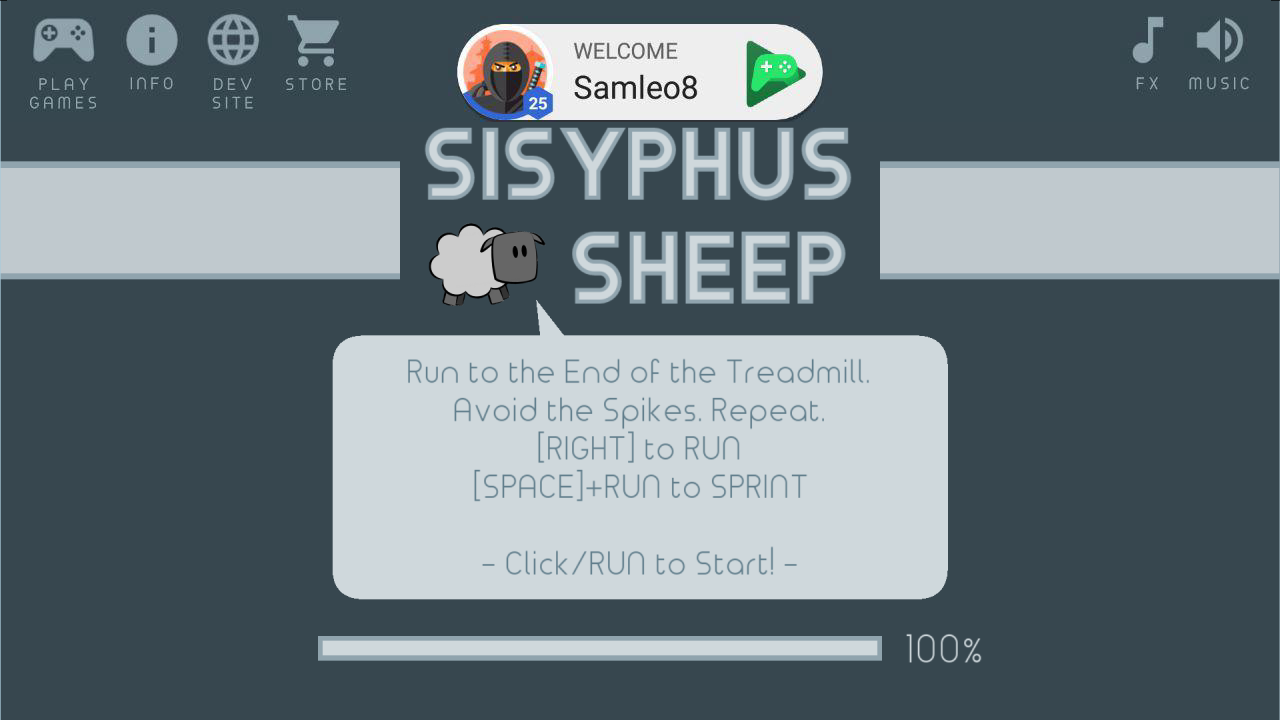 PLAY
GAMES
INFO
DEV
SITE
STORE
WELCOME
Samleo8
25
FX
MUSIC
SISYPHUS
SHEEP
Run to the End of the Treadmill.
Avoid the Spikes. Repeat.
[RIGHT] to RUN
[SPACE]+RUN to SPRINT
- Click/RUN to Start! -
100%